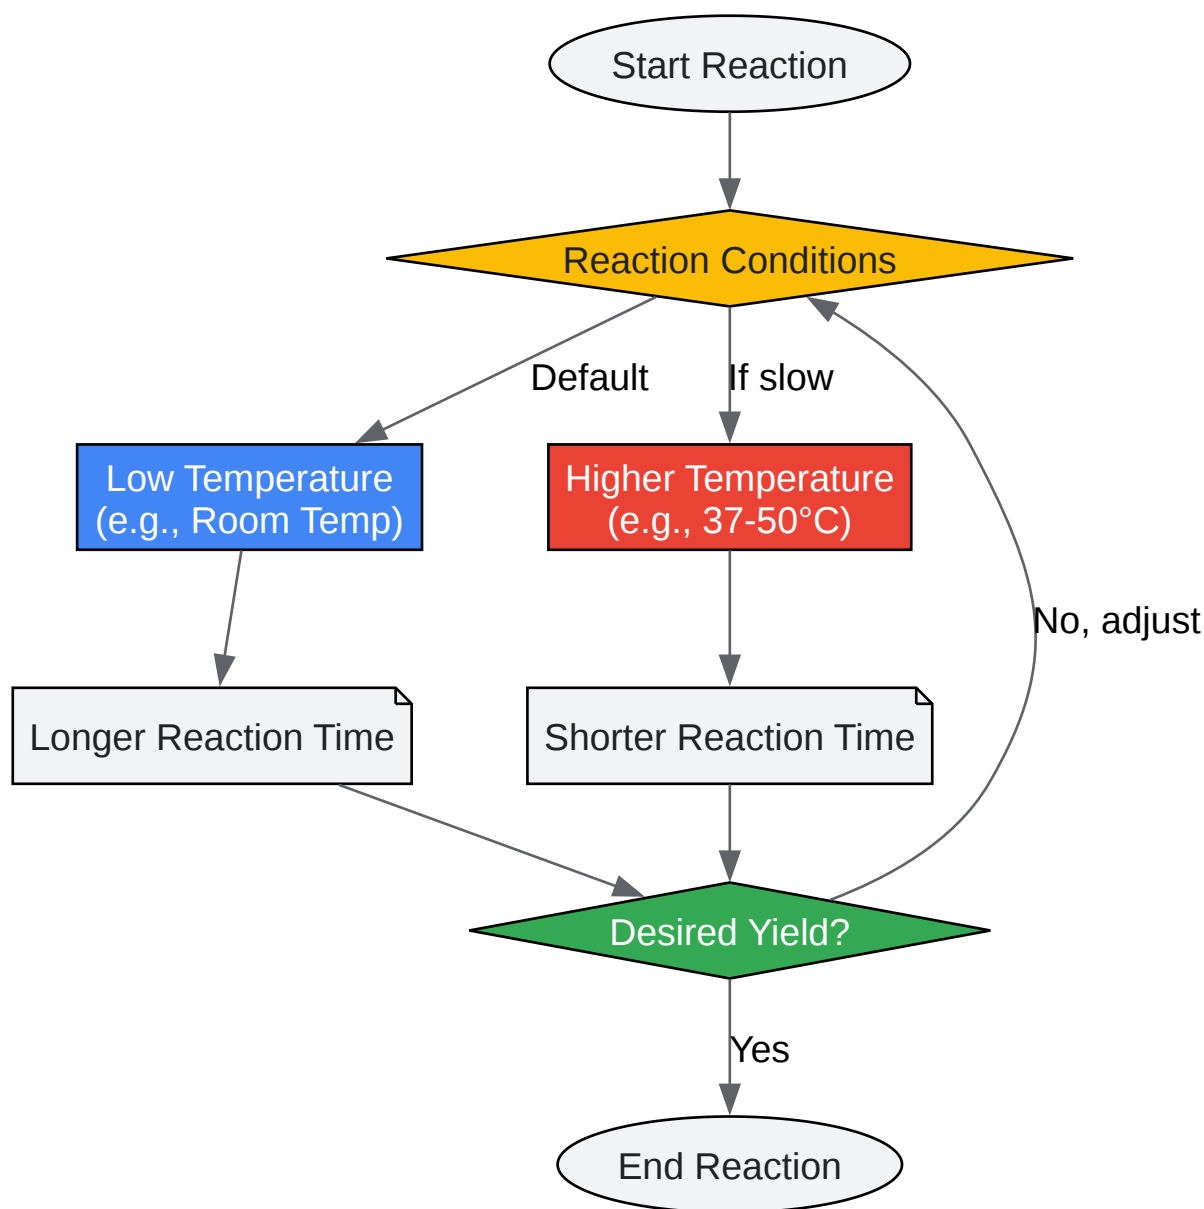 Start Reaction
Reaction Conditions
Default
If slow
Low Temperature
(e.g., Room Temp)
Higher Temperature
(e.g., 37-50°C)
No, adjust
Longer Reaction Time
Shorter Reaction Time
Desired Yield?
Yes
End Reaction